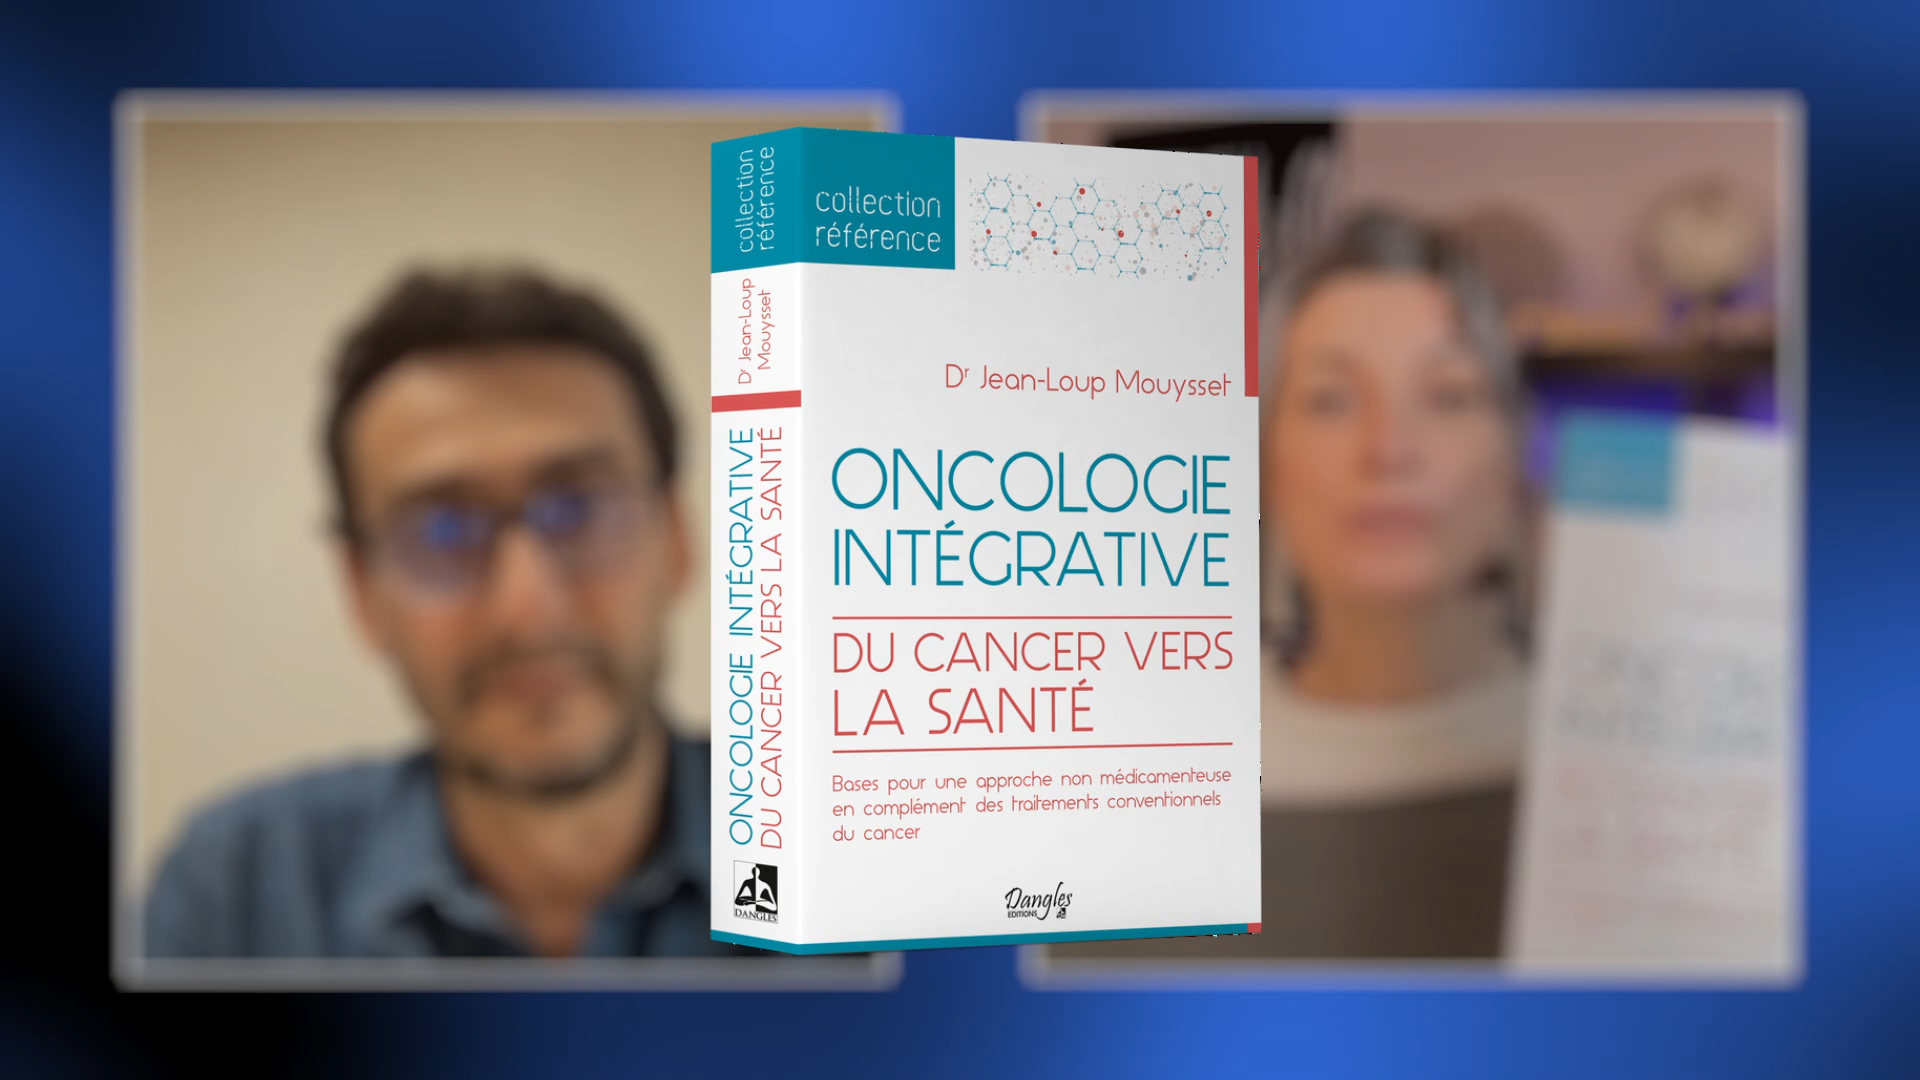 collection
référence
Dr Jean-Loup
Mouysset
ONCOLOGIE INTÉGRATIVE
DU CANCER VERS LA SANTÉ
DANGLES
collection
référence
Dr Jean-Loup Mouysset
ONCOLOGIE
INTÉGRATIVE
DU CANCER VERS
LA SANTÉ
Bases pour une approche non médicamenteuse
en complément des traitements conventionnels
du cancer
Dangles
EDITIONS